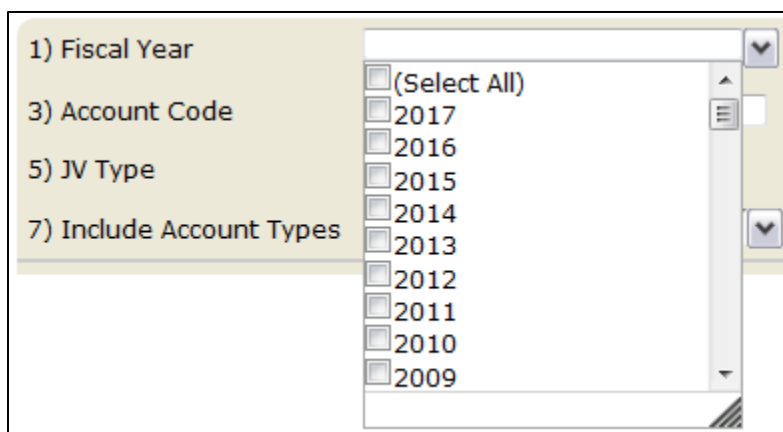 1) Fiscal Year
(Select All)
3) Account Code
2017
2016
5) JV Type
2015
2014
7) Include Account Types
2013
2012
2011
2010
2009